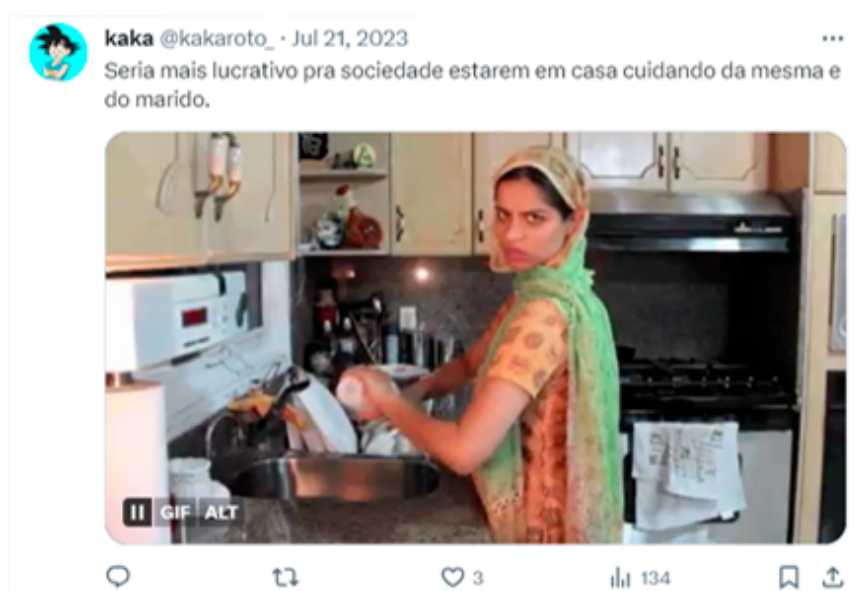 kaka @kakaroto_ · Jul 21, 2023
Seria mais lucrativo pra sociedade estarem em casa cuidando da mesma e
do marido.
GIF ALT
3 134